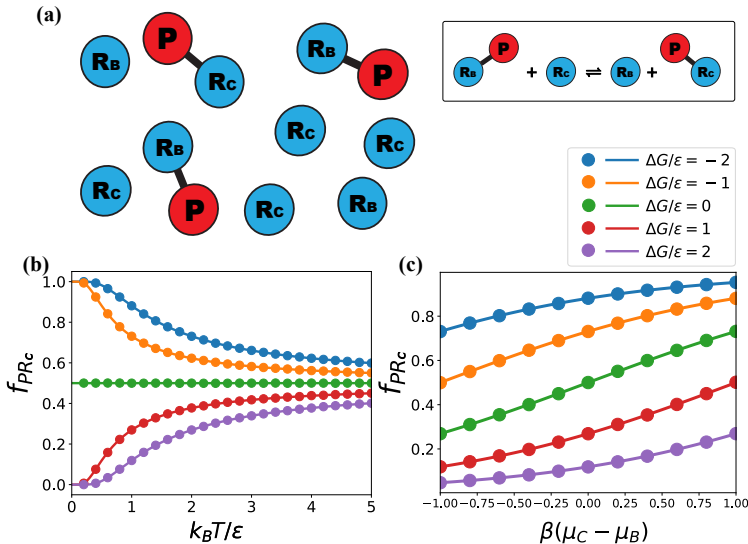 (a)
P
R_B
R_C
R_B
P
R_C
R_B
R_C
R_C
P
R_C
R_B
P
R_B
+
R_C
⇌
R_B
+
P
R_C
ΔG/ε = −2
ΔG/ε = −1
ΔG/ε = 0
ΔG/ε = 1
ΔG/ε = 2
(b)
1.0
0.8
0.6
0.4
0.2
0.0
f_PRc
0 1 2 3 4 5
k_BT/ε
(c)
0.8
0.6
0.4
0.2
f_PRc
−1.00 −0.75 −0.50 −0.25 0.00 0.25 0.50 0.75 1.00
β(μ_C − μ_B)